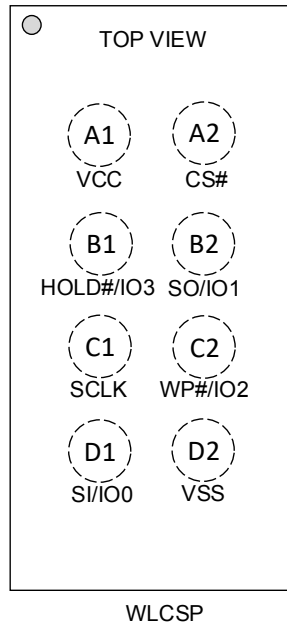 TOP VIEW
A1 A2
VCC CS#
B1 B2
HOLD#/IO3 SO/IO1
C1 C2
SCLK WP#/IO2
D1 D2
SI/IO0 VSS
WLCSP